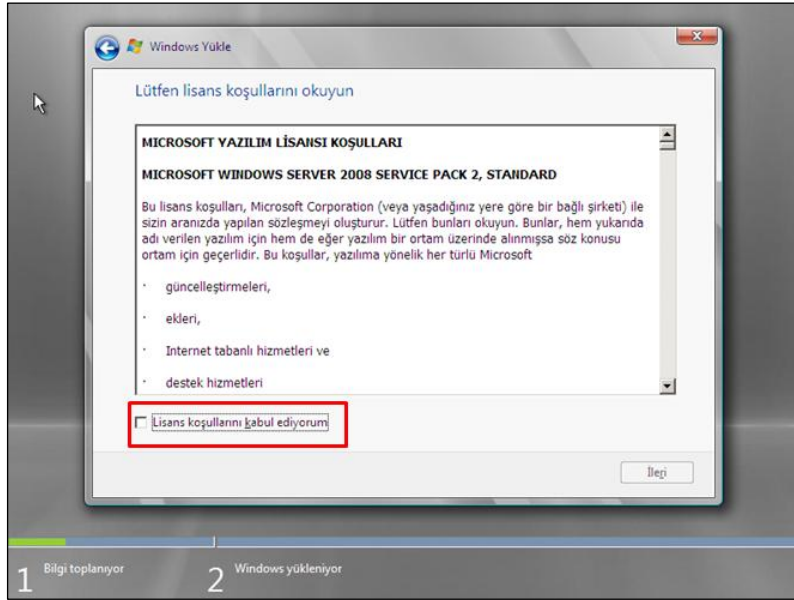 Windows Yükle
Lütfen lisans koşullarını okuyun
MICROSOFT YAZILIM LİSANSI KOŞULLARI
MICROSOFT WINDOWS SERVER 2008 SERVICE PACK 2, STANDARD
Bu lisans koşulları, Microsoft Corporation (veya yaşadığınız yere göre bir bağlı şirketi) ile
sizin aranızda yapılan sözleşmeyi oluşturur. Lütfen bunları okuyun. Bunlar, hem yukarıda
adı verilen yazılım için hem de eğer yazılım bir ortam üzerinde alınmışsa söz konusu
ortam için geçerlidir. Bu koşullar, yazılıma yönelik her türlü Microsoft
· güncelleştirmeleri,
· ekleri,
· Internet tabanlı hizmetleri ve
· destek hizmetleri
Lisans koşullarını kabul ediyorum
İleri
1 Bilgi toplanıyor
2 Windows yükleniyor